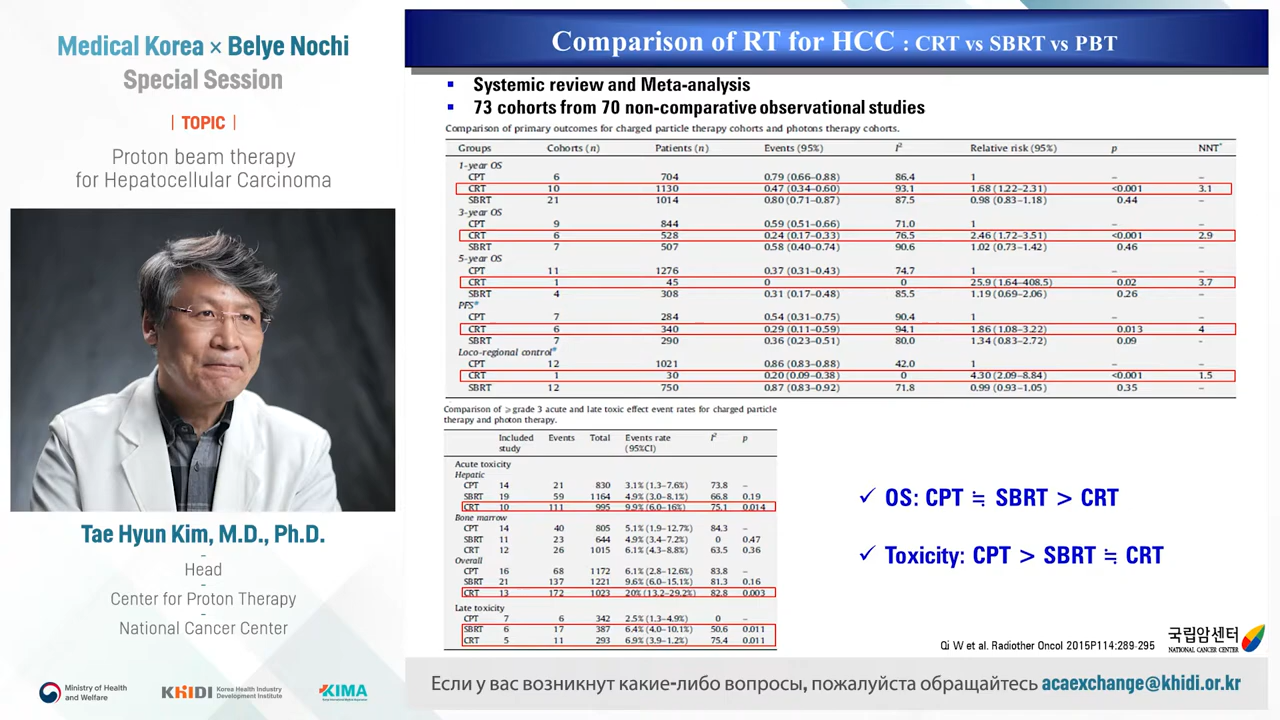 Medical Korea × Belye Nochi
Special Session
| TOPIC |
Proton beam therapy
for Hepatocellular Carcinoma
Tae Hyun Kim, M.D., Ph.D.
–
Head
–
Center for Proton Therapy
–
National Cancer Center
Ministry of Health
and Welfare
KHIDI Korea Health Industry
Development Institute
KIMA
Comparison of RT for HCC : CRT vs SBRT vs PBT
▪ Systemic review and Meta-analysis
▪ 73 cohorts from 70 non-comparative observational studies
Comparison of primary outcomes for charged particle therapy cohorts and photons therapy cohorts.
Groups Cohorts (n) Patients (n) Events (95%) I² Relative risk (95%) p NNT*
1-year OS
CPT 6 704 0.79 (0.66–0.88) 86.4 1 – –
CRT 10 1130 0.47 (0.34–0.60) 93.1 1.68 (1.22–2.31) <0.001 3.1
SBRT 21 1014 0.80 (0.71–0.87) 87.5 0.98 (0.83–1.18) 0.44 –
3-year OS
CPT 9 844 0.59 (0.51–0.66) 71.0 1 – –
CRT 6 528 0.24 (0.17–0.33) 76.5 2.46 (1.72–3.51) <0.001 2.9
SBRT 7 507 0.58 (0.40–0.74) 90.6 1.02 (0.73–1.42) 0.46 –
5-year OS
CPT 11 1276 0.37 (0.31–0.43) 74.7 1 – –
CRT 1 45 0 0 25.9 (1.64–408.5) 0.02 3.7
SBRT 4 308 0.31 (0.17–0.48) 85.5 1.19 (0.69–2.06) 0.26 –
PFS*
CPT 7 284 0.54 (0.31–0.75) 90.4 1 – –
CRT 6 340 0.29 (0.11–0.59) 94.1 1.86 (1.08–3.22) 0.013 4
SBRT 7 290 0.36 (0.23–0.51) 80.0 1.34 (0.83–2.72) 0.09 -
Loco-regional control*
CPT 12 1021 0.86 (0.83–0.88) 42.0 1 – –
CRT 1 30 0.20 (0.09–0.38) 0 4.30 (2.09–8.84) <0.001 1.5
SBRT 12 750 0.87 (0.83–0.92) 71.8 0.99 (0.93–1.05) 0.35 –
Comparison of ⩾grade 3 acute and late toxic effect event rates for charged particle
therapy and photon therapy.
Included Events Total Events rate I² p
study (95%CI)
Acute toxicity
Hepatic
CPT 14 21 830 3.1% (1.3–7.6%) 73.8 –
SBRT 19 59 1164 4.9% (3.0–8.1%) 66.8 0.19
CRT 10 111 995 9.9% (6.0–16%) 75.1 0.014
Bone marrow
CPT 14 40 805 5.1% (1.9–12.7%) 84.3 –
SBRT 11 23 644 4.9% (3.4–7.2%) 0 0.47
CRT 12 26 1015 6.1% (4.3–8.8%) 63.5 0.36
Overall
CPT 16 68 1172 6.1% (2.8–12.6%) 83.8 –
SBRT 21 137 1221 9.6% (6.0–15.1%) 81.3 0.16
CRT 13 172 1023 20% (13.2–29.2%) 82.8 0.003
Late toxicity
CPT 7 6 342 2.5% (1.3–4.9%) 0 –
SBRT 6 17 387 6.4% (4.0–10.1%) 50.6 0.011
CRT 5 11 293 6.9% (3.9–1.2%) 75.4 0.011
✓ OS: CPT ≒ SBRT > CRT
✓ Toxicity: CPT > SBRT ≒ CRT
Qi W et al. Radiother Oncol 2015P114:289-295
국립암센터
NATIONAL CANCER CENTER
Если у вас возникнут какие-либо вопросы, пожалуйста обращайтесь acaexchange@khidi.or.kr